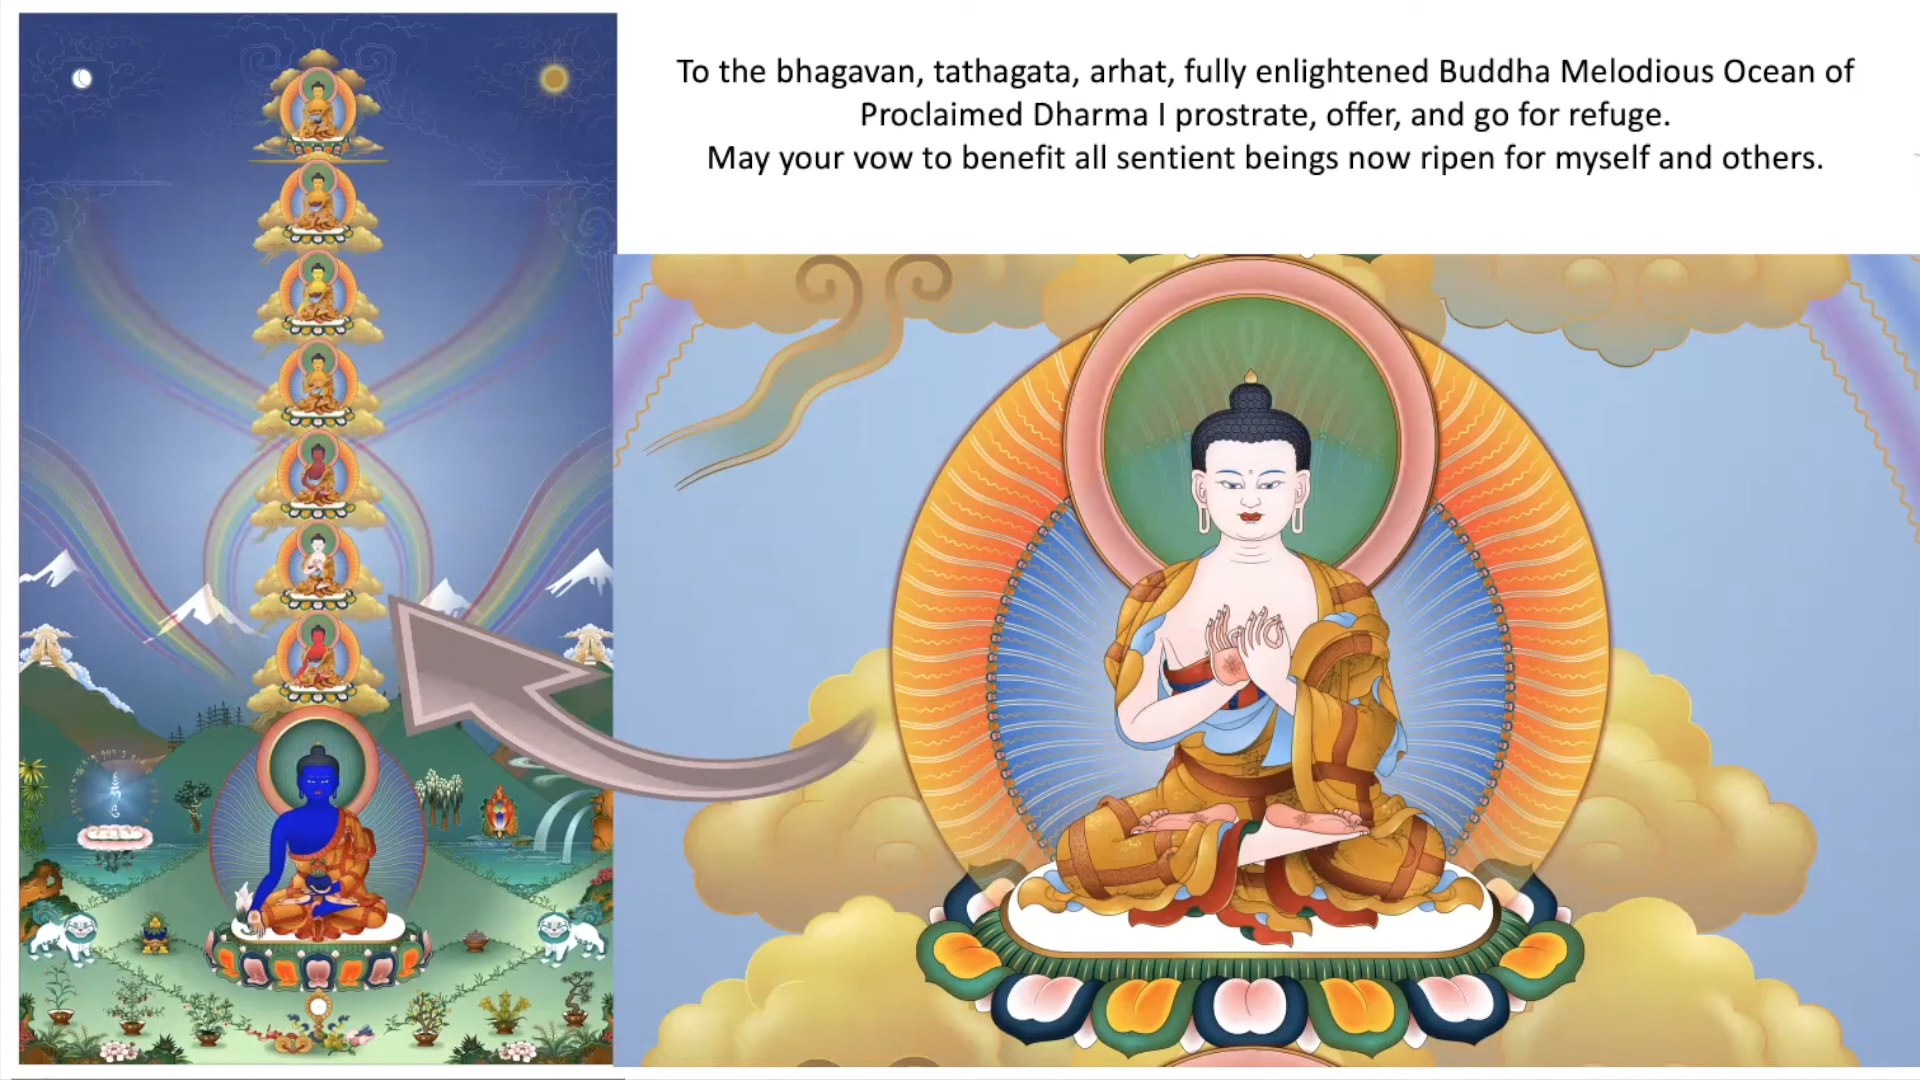 To the bhagavan, tathagata, arhat, fully enlightened Buddha Melodious Ocean of
Proclaimed Dharma I prostrate, offer, and go for refuge.
May your vow to benefit all sentient beings now ripen for myself and others.